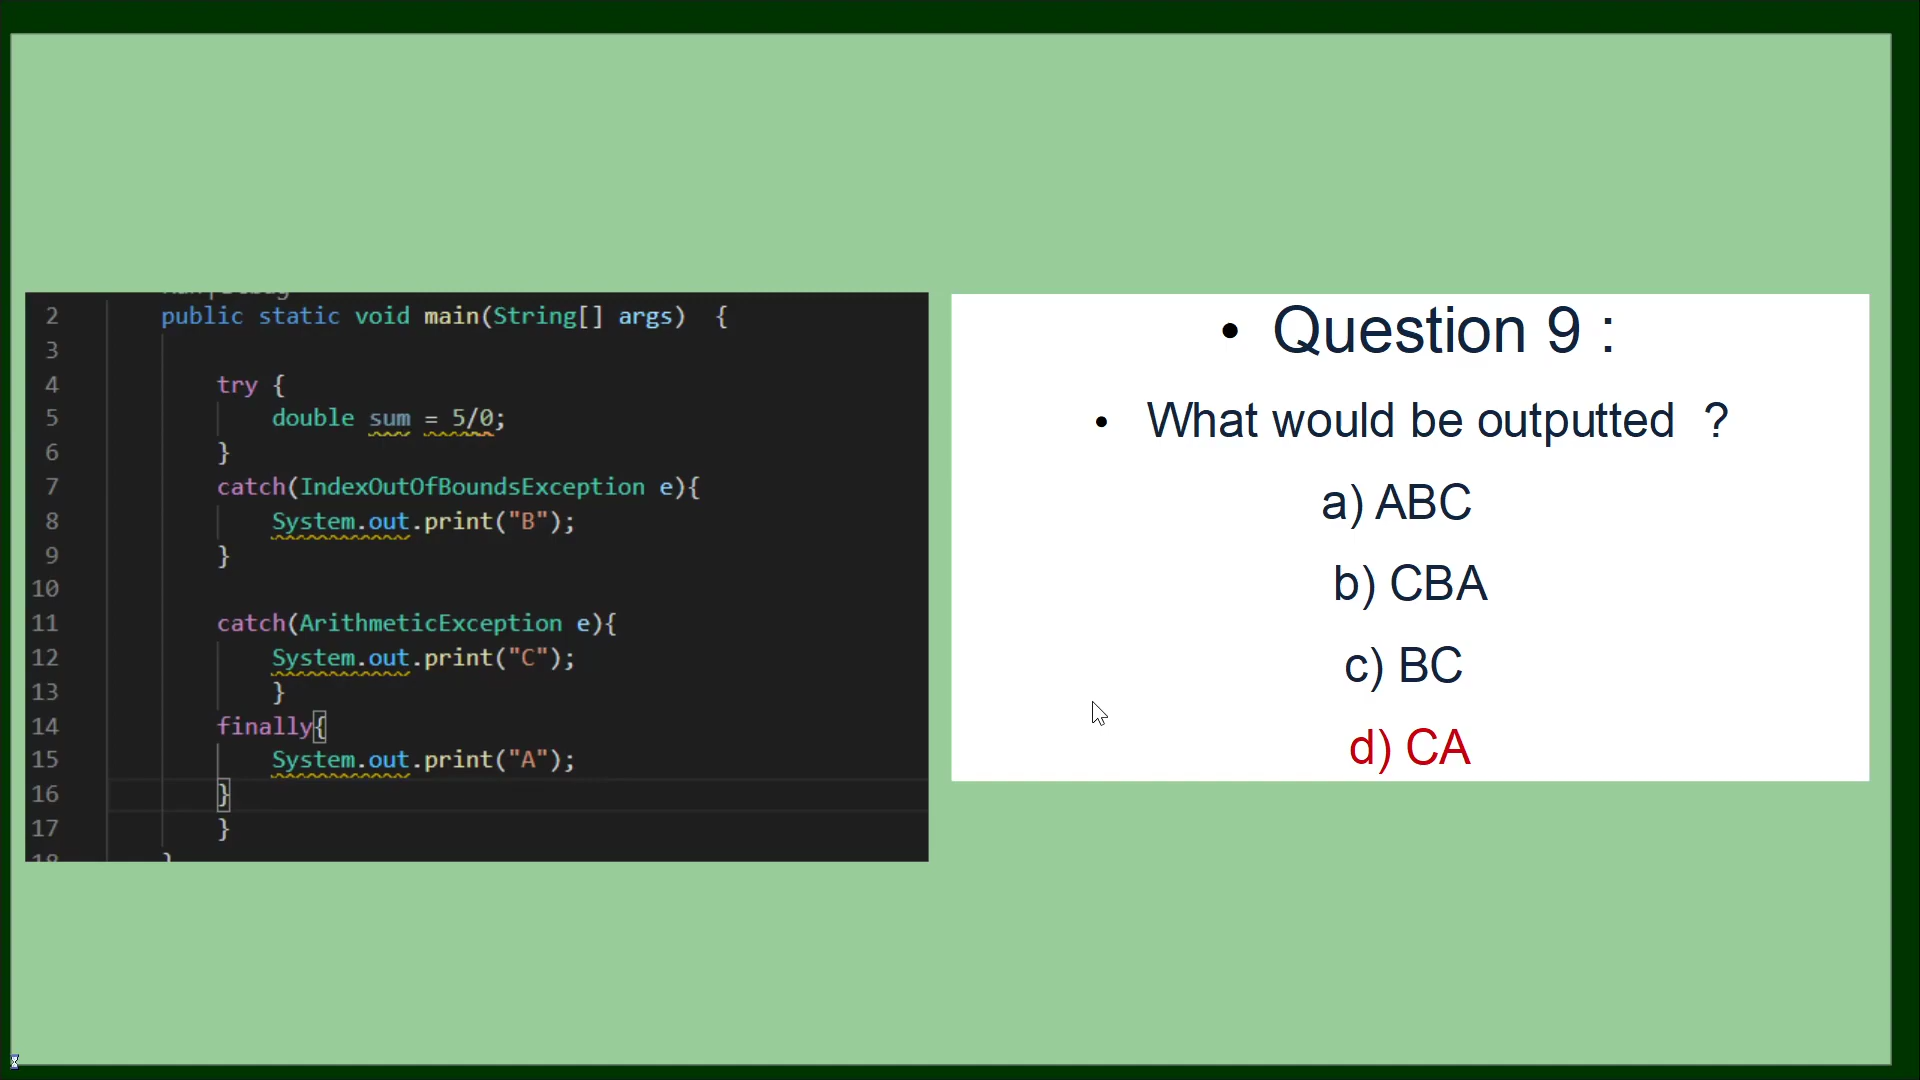 2 public static void main(String[] args)  {
3
4 try {
5 double sum = 5/0;
6 }
7 catch(IndexOutOfBoundsException e){
8 System.out.print("B");
9 }
10
11 catch(ArithmeticException e){
12 System.out.print("C");
13 }
14 finally{
15 System.out.print("A");
16 }
17 }
18 }
• Question 9 :
• What would be outputted  ?
a) ABC
b) CBA
c) BC
d) CA